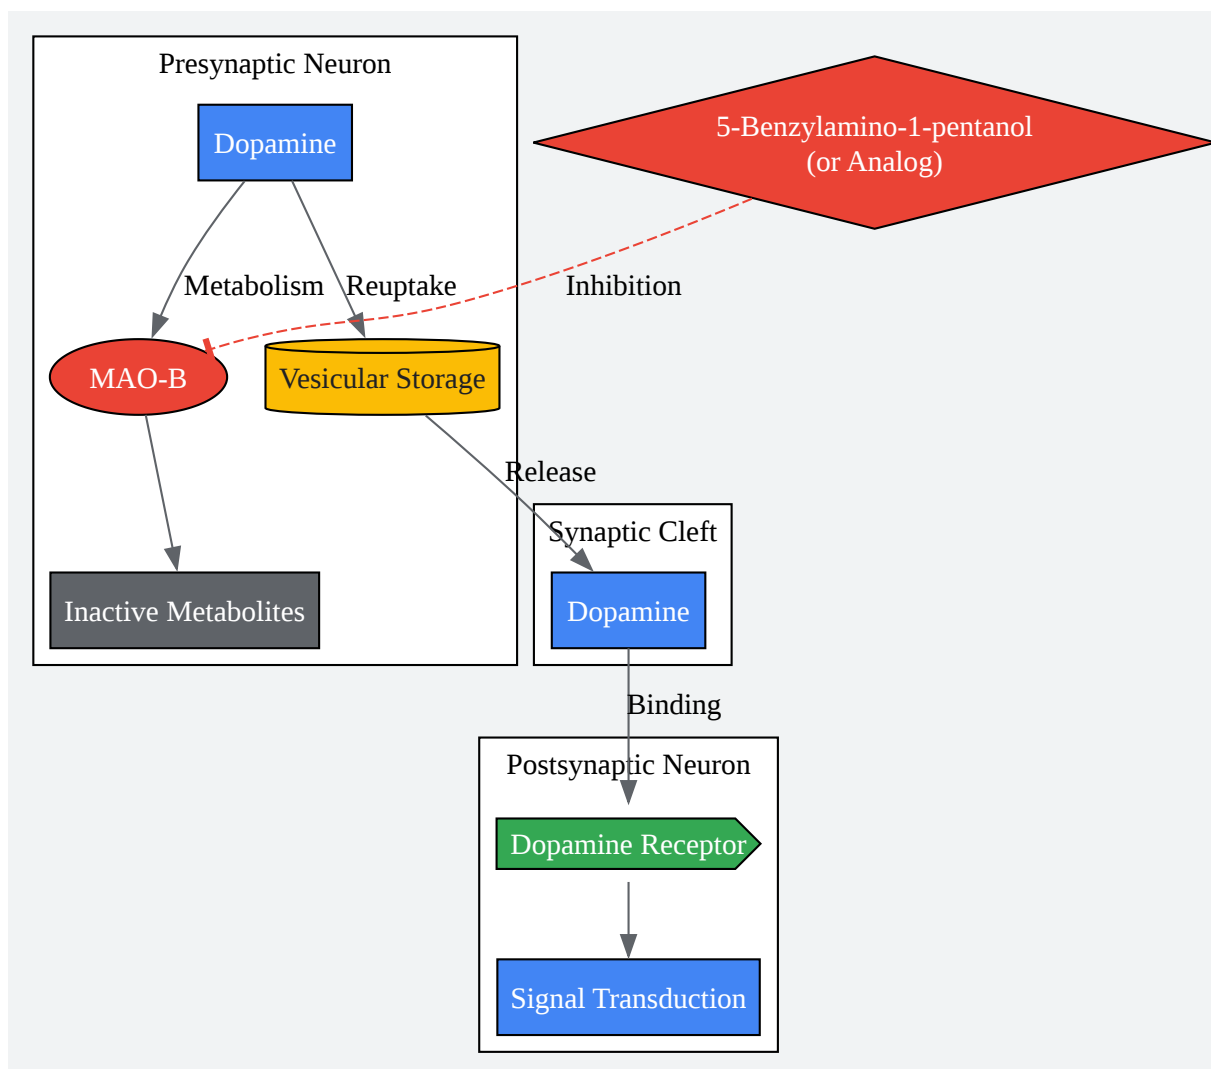 Presynaptic Neuron
Dopamine
5-Benzylamino-1-pentanol
(or Analog)
Metabolism
Reuptake
Inhibition
MAO-B
Vesicular Storage
Release
Synaptic Cleft
Inactive Metabolites
Dopamine
Binding
Postsynaptic Neuron
Dopamine Receptor
Signal Transduction